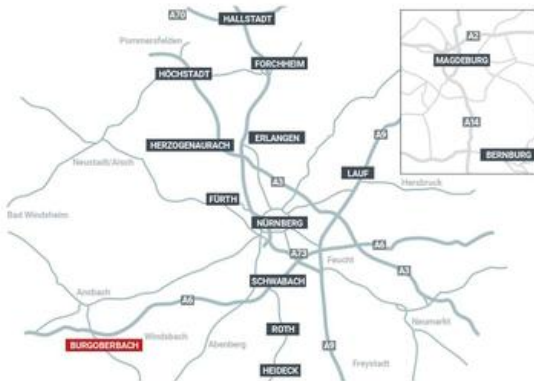 A70
HALLSTADT
A2
Pommersfelden
MAGDEBURG
FORCHHEIM
HÖCHSTADT
A14
A9
ERLANGEN
HERZOGENAURACH
BERNBURG
Neustadt/Aisch
LAUF
A3
Hersbruck
FÜRTH
Bad Windsheim
NÜRNBERG
A6
A73
Feucht
A3
SCHWABACH
Ansbach
A6
Neumarkt
ROTH
Windsbach
BURGOBERBACH
Abenberg
A9
Freystadt
HEIDECK